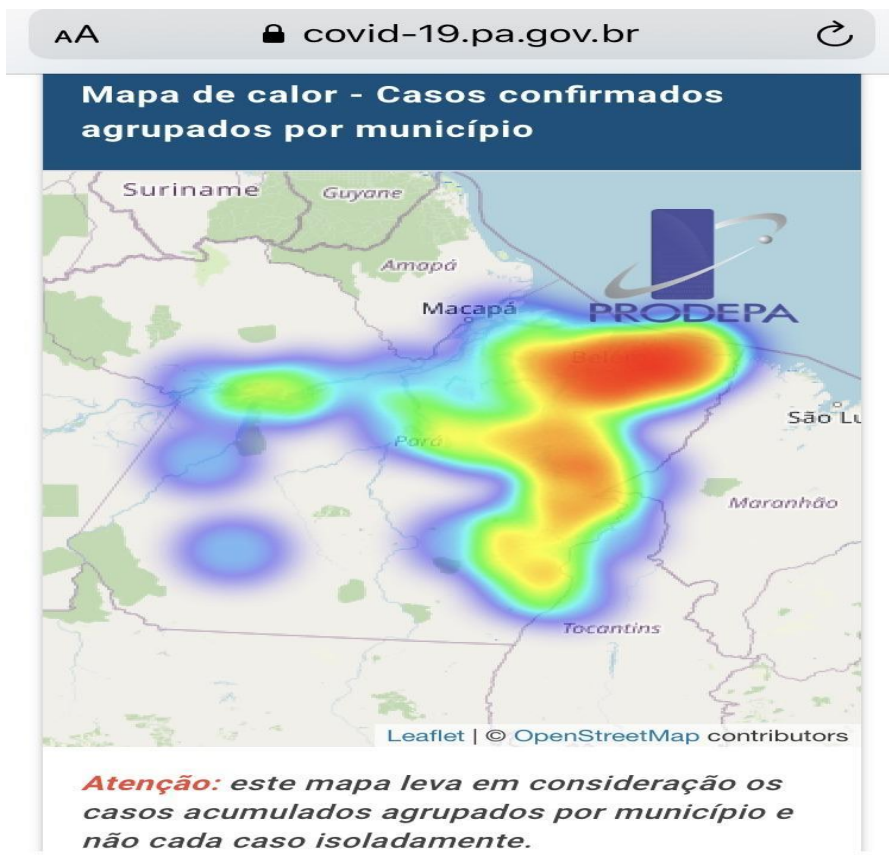 AA covid-19.pa.gov.br
Mapa de calor - Casos confirmados
agrupados por município
Suriname
Guyane
Amapá
Macapá
PRODEPA
Belém
São Lu
Pará
Maranhão
Tocantins
Leaflet | © OpenStreetMap contributors
Atenção: este mapa leva em consideração os
casos acumulados agrupados por município e
não cada caso isoladamente.